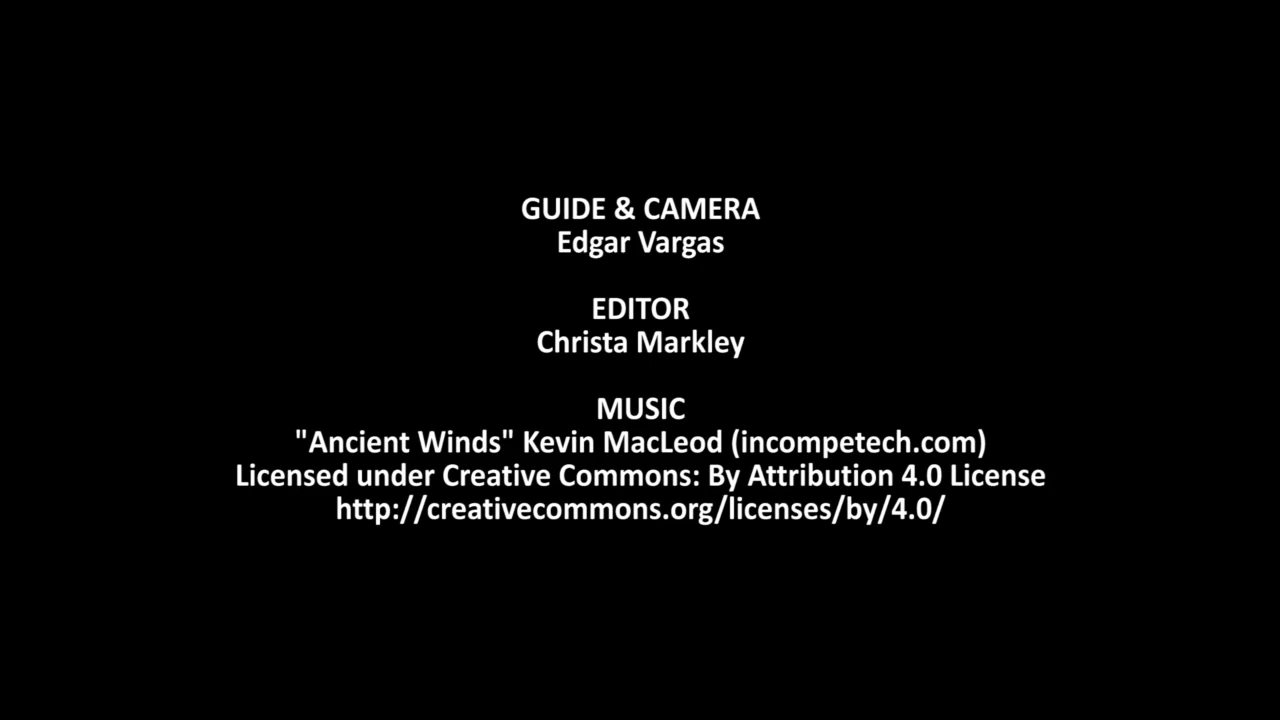 GUIDE & CAMERA
Edgar Vargas
EDITOR
Christa Markley
MUSIC
"Ancient Winds" Kevin MacLeod (incompetech.com)
Licensed under Creative Commons: By Attribution 4.0 License
http://creativecommons.org/licenses/by/4.0/